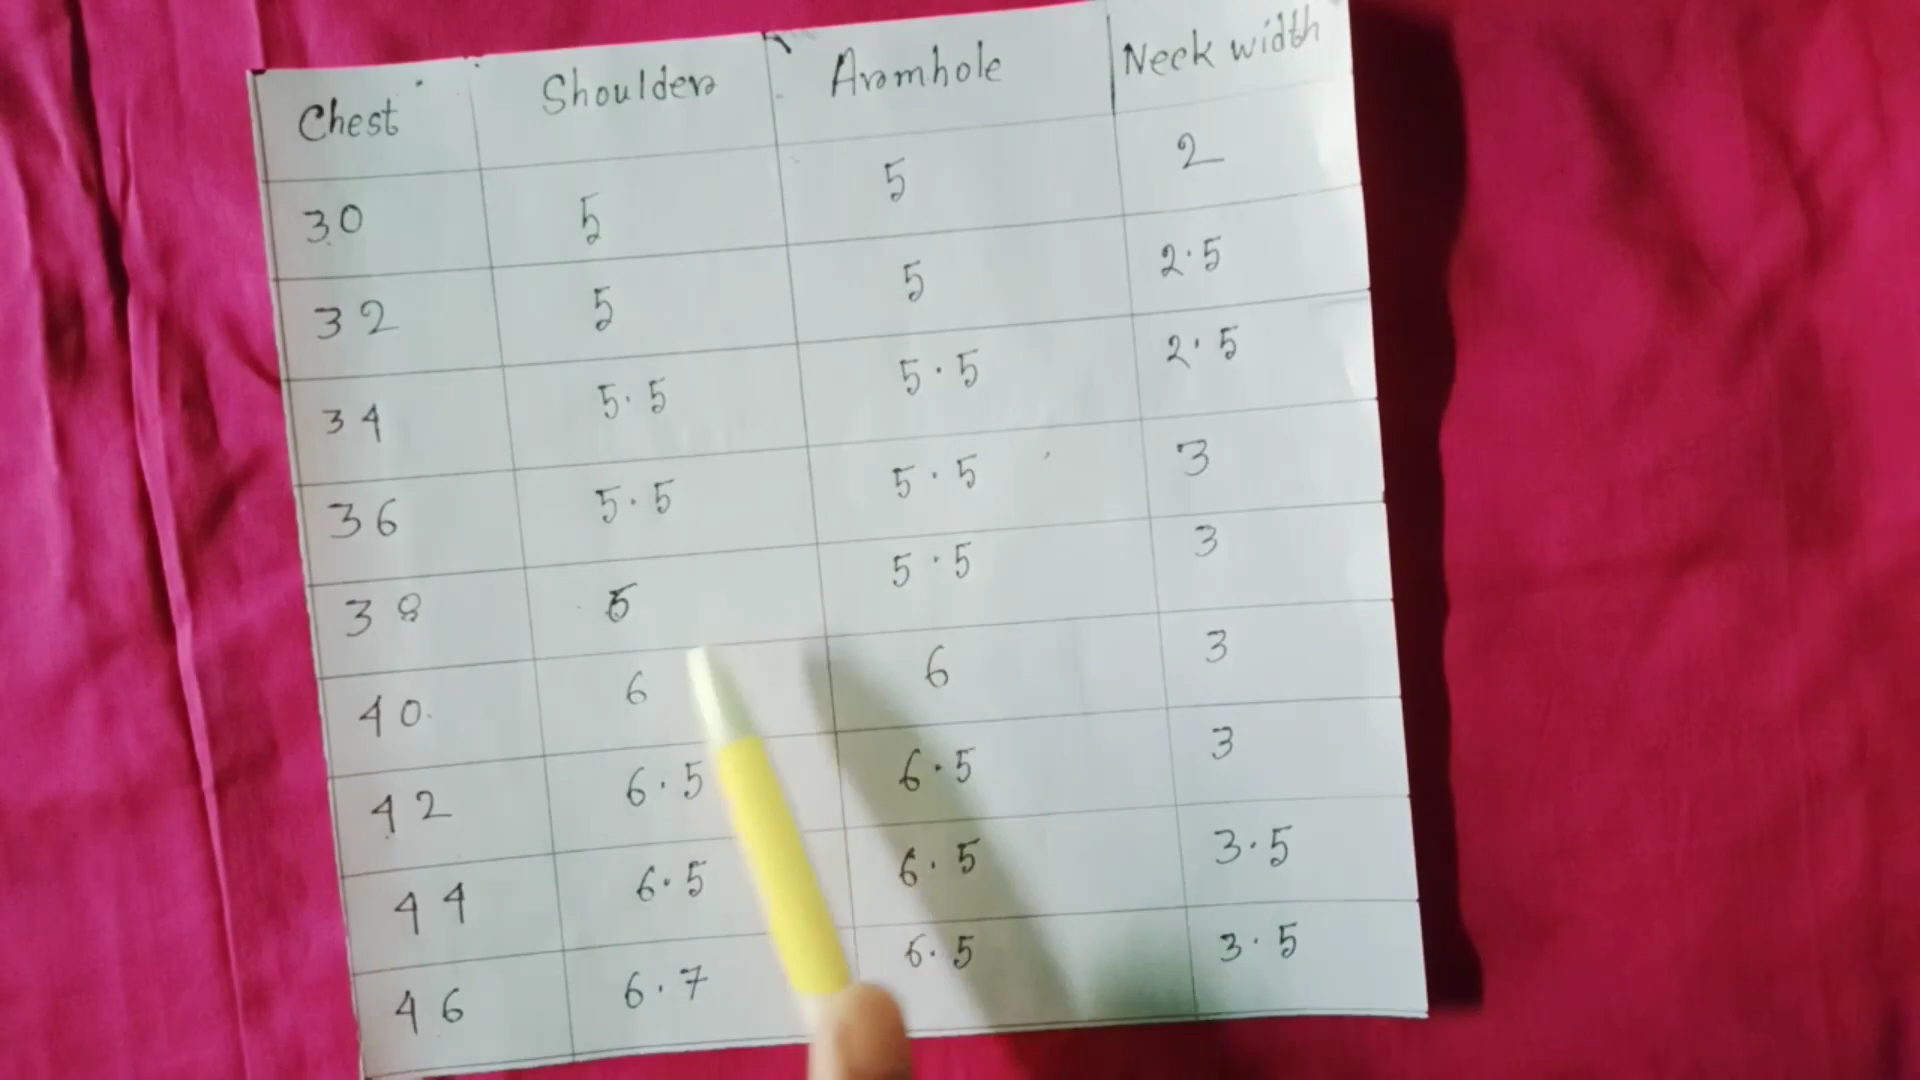 Chest Shoulder Armhole Neck width
30 5 5 2
32 5 5 2.5
34 5.5 5.5 2.5
36 5.5 5.5 3
38 5.5 3
40 6 6 3
42 6.5 6.5 3
44 6.5 6.5 3.5
46 6.7 6.5 3.5